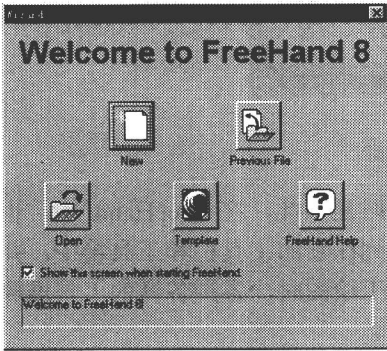 Wizard
Welcome to FreeHand 8
New
Previous File
Open
Template
FreeHand Help
Show this screen when starting FreeHand
Welcome to FreeHand 8!